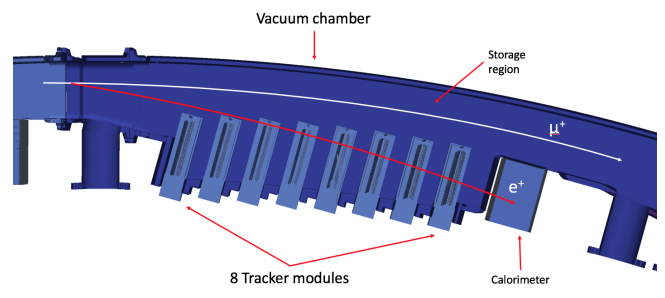 Vacuum chamber
Storage
region
μ⁺
e⁺
8 Tracker modules
Calorimeter